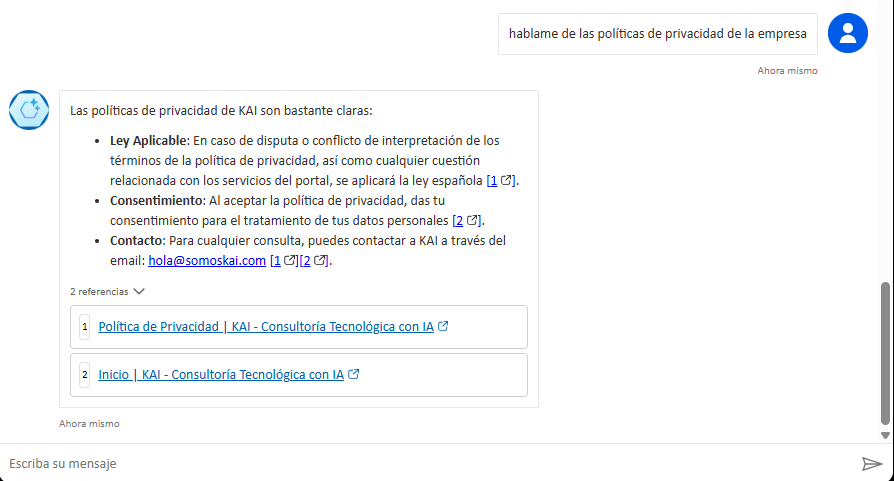 hablame de las políticas de privacidad de la empresa
Ahora mismo
Las políticas de privacidad de KAI son bastante claras:
• Ley Aplicable: En caso de disputa o conflicto de interpretación de los
términos de la política de privacidad, así como cualquier cuestión
relacionada con los servicios del portal, se aplicará la ley española [1].
• Consentimiento: Al aceptar la política de privacidad, das tu
consentimiento para el tratamiento de tus datos personales [2].
• Contacto: Para cualquier consulta, puedes contactar a KAI a través del
email: hola@somoskai.com [1][2].
2 referencias
1 Política de Privacidad | KAI - Consultoría Tecnológica con IA
2 Inicio | KAI - Consultoría Tecnológica con IA
Ahora mismo
Escriba su mensaje